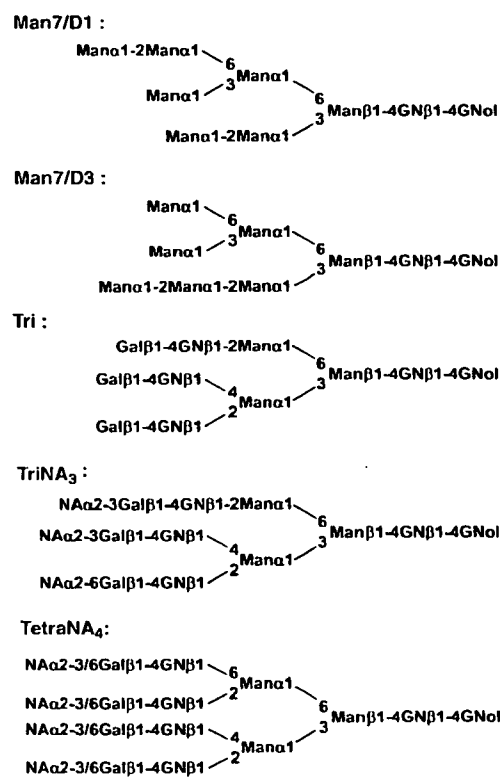 Man7/D1 :
Manα1-2Manα1
6
Manα1
Manα1
3
6
Manβ1-4GNβ1-4GNol
3
Manα1-2Manα1
Man7/D3 :
Manα1
6
Manα1
Manα1
3
6
Manβ1-4GNβ1-4GNol
3
Manα1-2Manα1-2Manα1
Tri :
Galβ1-4GNβ1-2Manα1
6
Manβ1-4GNβ1-4GNol
Galβ1-4GNβ1
4
3
Manα1
2
Galβ1-4GNβ1
TriNA₃ :
NAα2-3Galβ1-4GNβ1-2Manα1
6
Manβ1-4GNβ1-4GNol
NAα2-3Galβ1-4GNβ1
4
3
Manα1
2
NAα2-6Galβ1-4GNβ1
TetraNA₄:
NAα2-3/6Galβ1-4GNβ1
6
Manα1
2
NAα2-3/6Galβ1-4GNβ1
6
Manβ1-4GNβ1-4GNol
3
NAα2-3/6Galβ1-4GNβ1
4
Manα1
2
NAα2-3/6Galβ1-4GNβ1